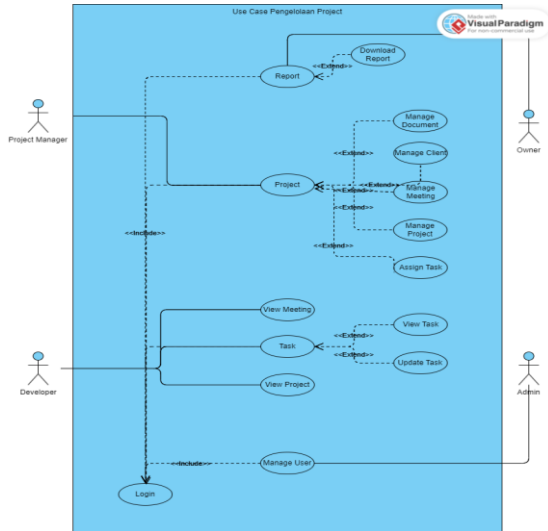 Use Case Pengelolaan Project
Made with
Visual Paradigm
For non-commercial use
Download
Report
<<Extend>>
Report
Project Manager
Owner
Manage
Document
<<Extend>>
Manage Client
Project
<<Extend>>
<<Extend>>
Manage
Meeting
<<Extend>>
Manage
Project
<<Include>>
<<Extend>>
Assign Task
View Meeting
View Task
<<Extend>>
Task
<<Extend>>
Update Task
View Project
Developer
Admin
<<Include>>
Manage User
Login